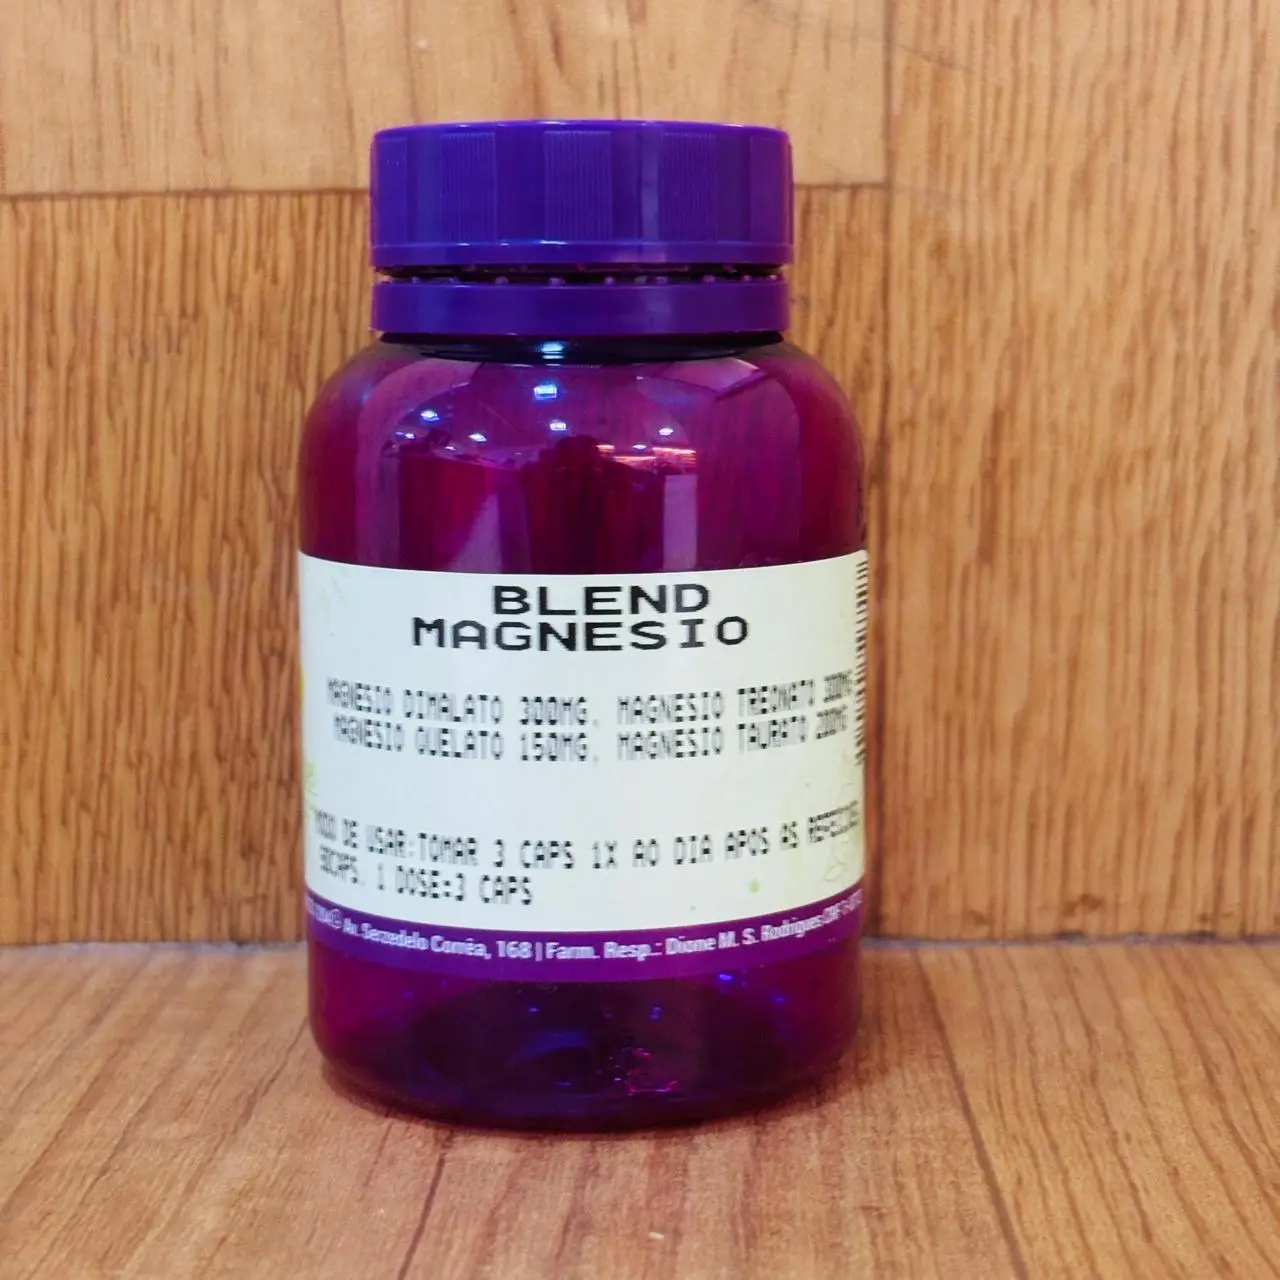 BLEND
MAGNESIO
MAGNESIO DIMALATO 300MG, MAGNESIO TREONATO 300MG
MAGNESIO QUELATO 150MG, MAGNESIO TAURATO 200MG
MODO DE USAR:TOMAR 3 CAPS 1X AO DIA APOS AS REFEICOES
90CAPS. 1 DOSE=3 CAPS
Av. Serzedelo Corrêa, 168 | Farm. Resp.: Dione M. S. Rodrigues CRF